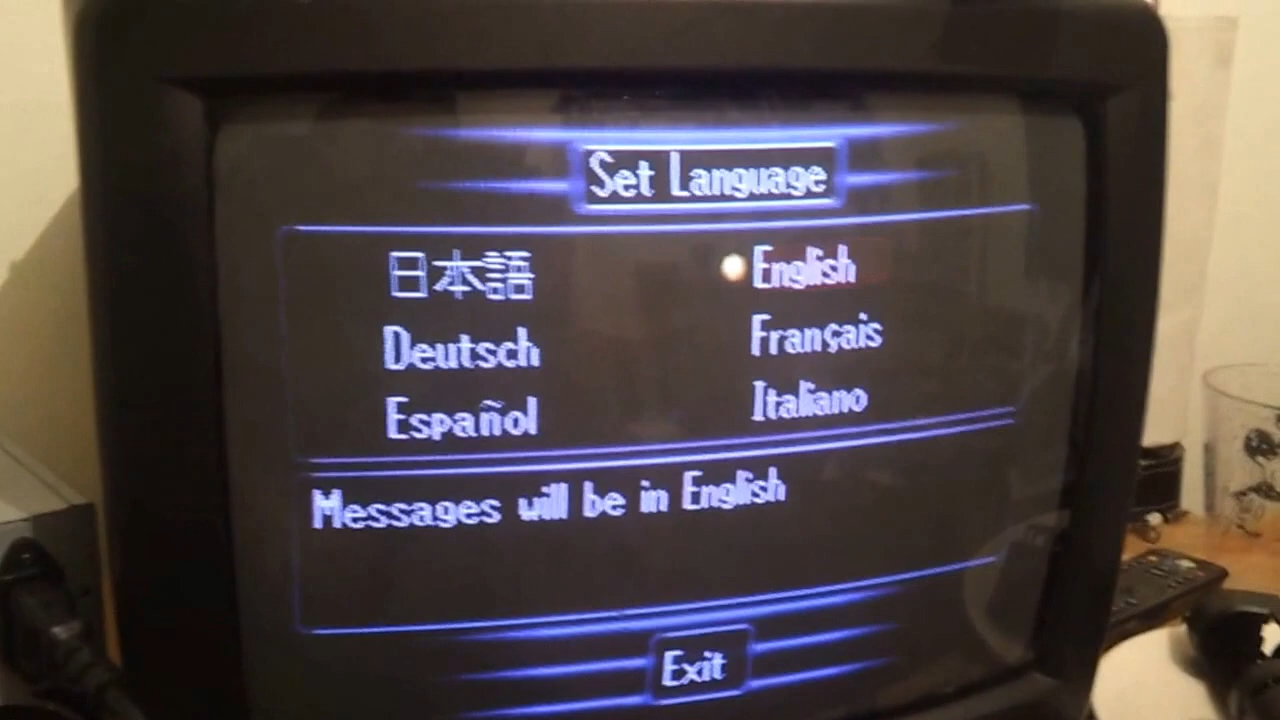 Set Language
日本語 English
Deutsch Français
Español Italiano
Messages will be in English
Exit